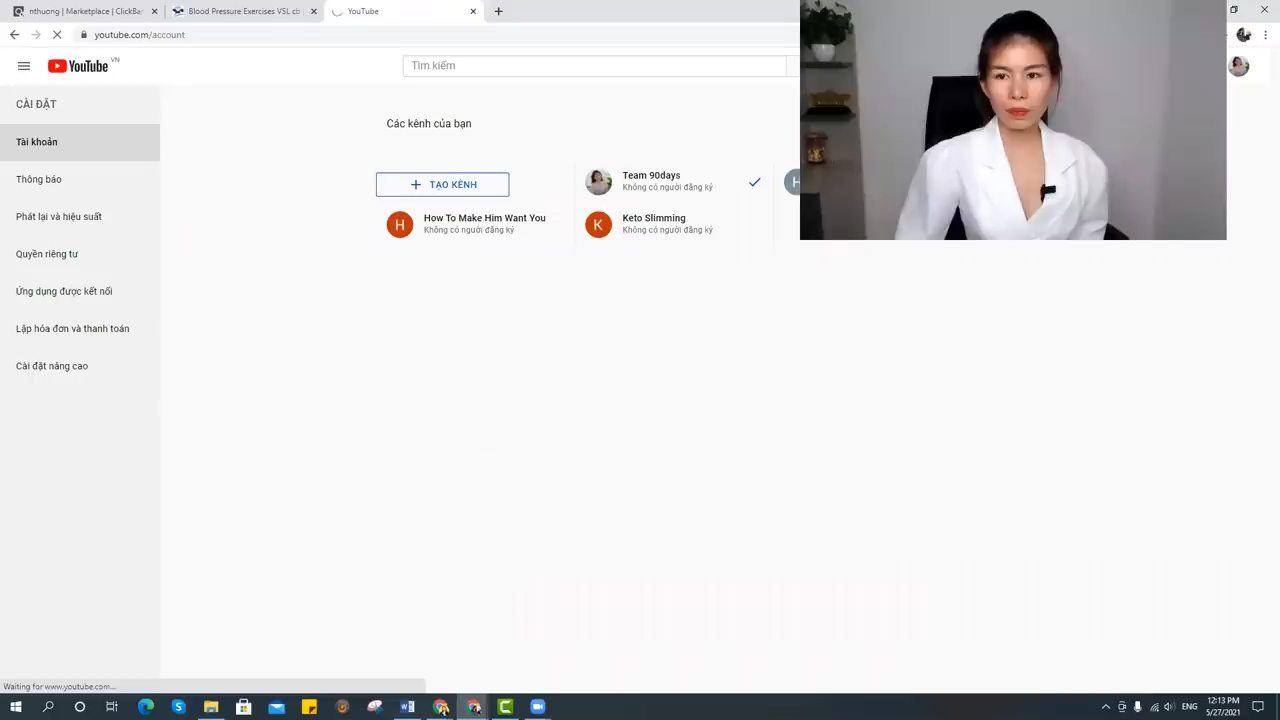 nthuong | Marketplace | ClickBan
Blood Pressure Exercises VSL cb
YouTube
youtube.com/account
YouTube VN
Tìm kiếm
CÀI ĐẶT
Tài khoản
Thông báo
Phát lại và hiệu suất
Quyền riêng tư
Ứng dụng được kết nối
Lập hóa đơn và thanh toán
Cài đặt nâng cao
Các kênh của bạn
TẠO KÊNH
Team 90days
Không có người đăng ký
H
H
How To Make Him Want You
Không có người đăng ký
K
Keto Slimming
Không có người đăng ký
Waiting for www.youtube.com...
ENG
12:13 PM
5/27/2021